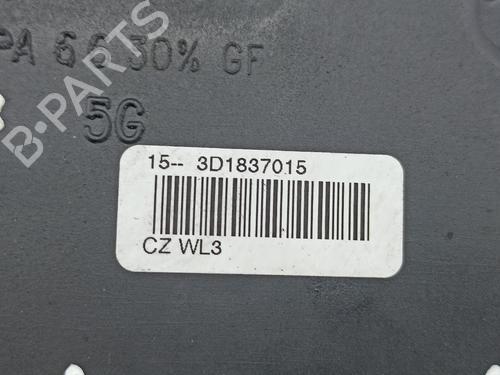 PA 6 6 30% GF
5G
15-- 3D1837015
CZ WL3
B-PARTS